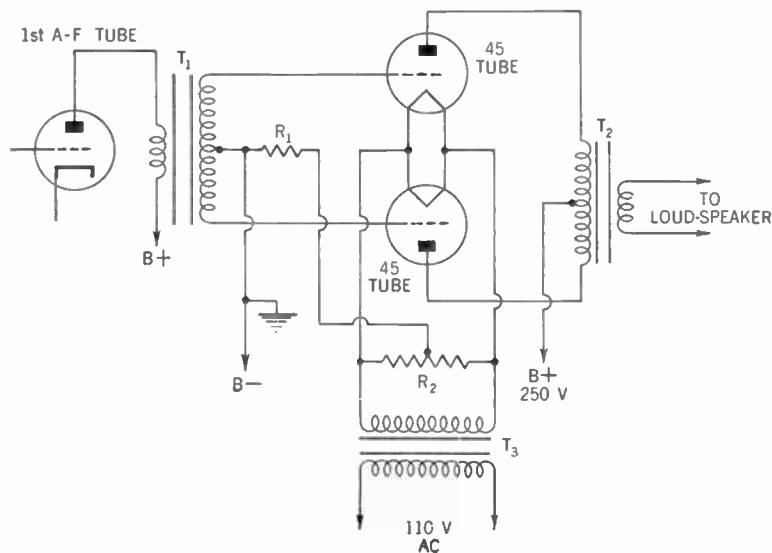 1st A-F TUBE
T1
45
TUBE
R1
T2
TO
LOUD-SPEAKER
B+
45
TUBE
B-
R2
B+
250 V
T3
110 V
AC